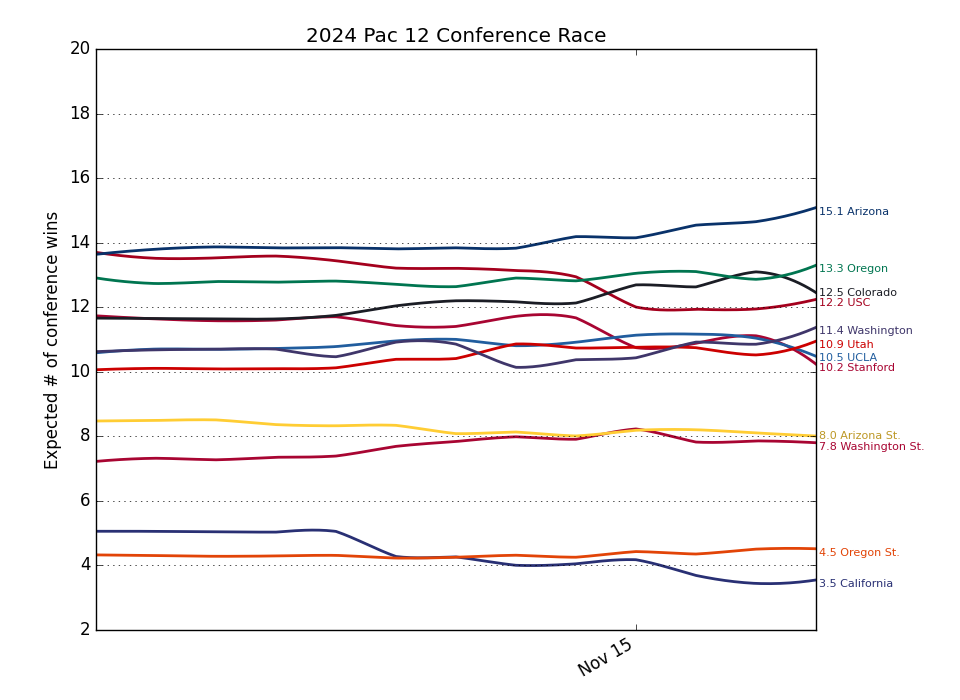 2024 Pac 12 Conference Race
Expected # of conference wins
20
18
16
14
12
10
8
6
4
2
15.1 Arizona
13.3 Oregon
12.5 Colorado
12.2 USC
11.4 Washington
10.9 Utah
10.5 UCLA
10.2 Stanford
8.0 Arizona St.
7.8 Washington St.
4.5 Oregon St.
3.5 California
Nov 15